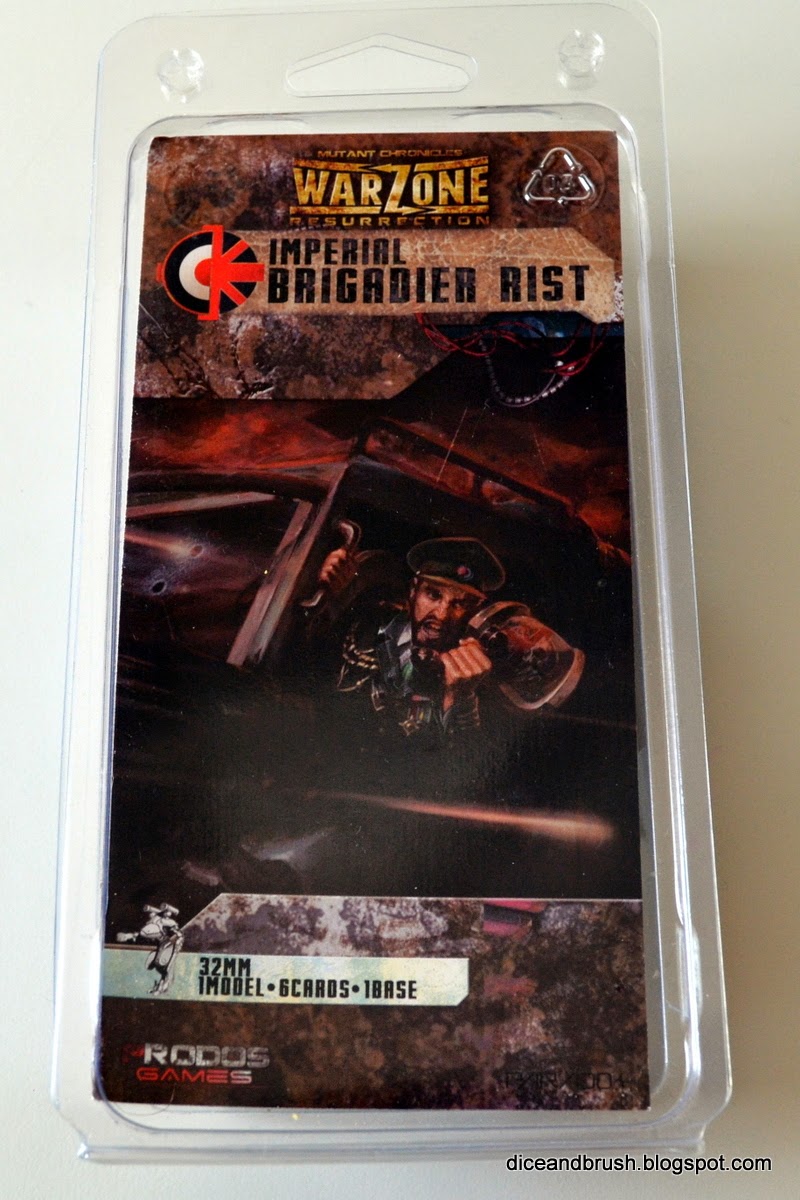 MUTANT CHRONICLES
WARZONE
RESURRECTION
IMPERIAL
BRIGADIER RIST
32MM
1MODEL•6CARDS•1BASE
PRODOS
GAMES
diceandbrush.blogspot.com